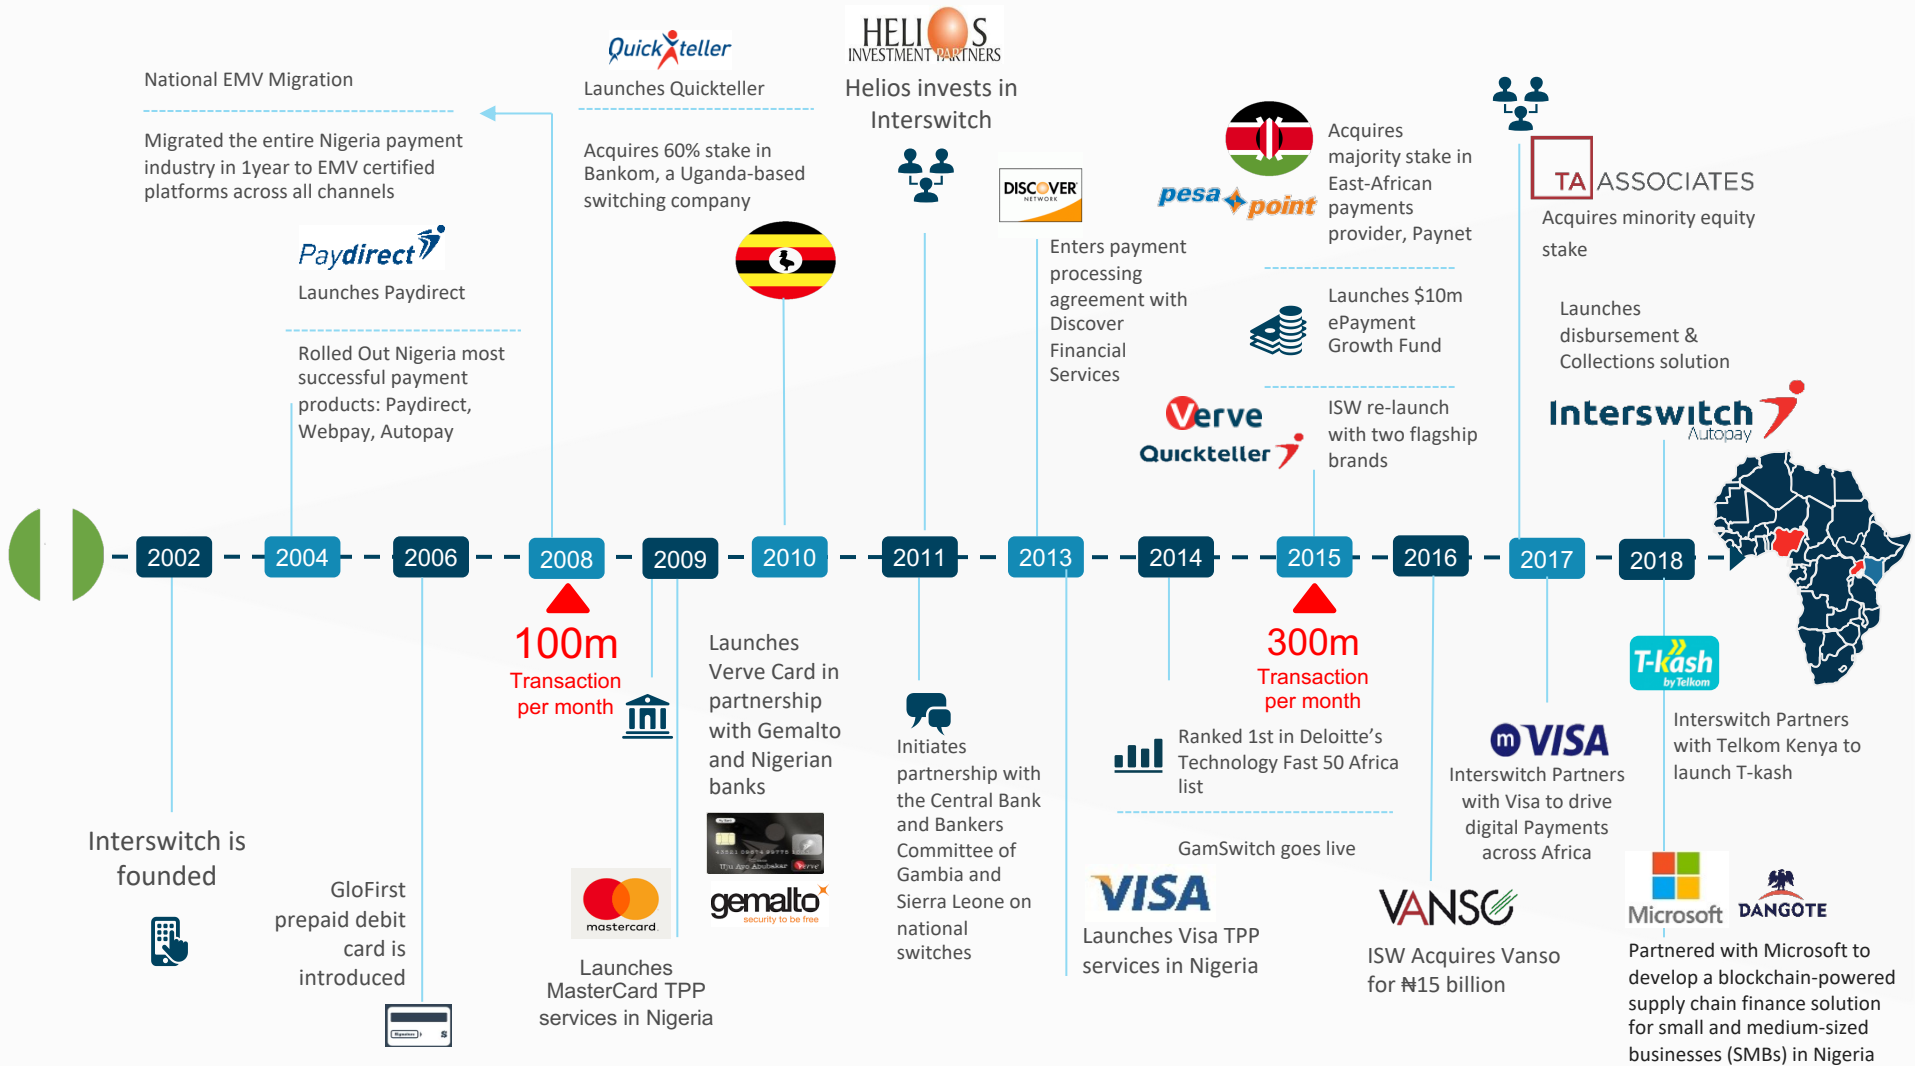 National EMV Migration
Migrated the entire Nigeria payment
industry in 1year to EMV certified
platforms across all channels
Paydirect
Launches Paydirect
Rolled Out Nigeria most
successful payment
products: Paydirect,
Webpay, Autopay
Quickteller
Launches Quickteller
Acquires 60% stake in
Bankom, a Uganda-based
switching company
HELIOS
INVESTMENT PARTNERS
Helios invests in
Interswitch
DISCOVER
NETWORK
Enters payment
processing
agreement with
Discover
Financial
Services
pesa point
Acquires
majority stake in
East-African
payments
provider, Paynet
Launches $10m
ePayment
Growth Fund
Verve
Quickteller
ISW re-launch
with two flagship
brands
TA ASSOCIATES
Acquires minority equity
stake
Launches
disbursement &
Collections solution
Interswitch
Autopay
2002
2004
2006
2008
2009
2010
2011
2013
2014
2015
2016
2017
2018
Interswitch is
founded
GloFirst
prepaid debit
card is
introduced
100m
Transaction
per month
mastercard.
Launches
MasterCard TPP
services in Nigeria
Launches
Verve Card in
partnership
with Gemalto
and Nigerian
banks
Uju Ayo Abubakar
Verve
gemalto
security to be free
Initiates
partnership with
the Central Bank
and Bankers
Committee of
Gambia and
Sierra Leone on
national
switches
VISA
Launches Visa TPP
services in Nigeria
Ranked 1st in Deloitte’s
Technology Fast 50 Africa
list
GamSwitch goes live
300m
Transaction
per month
VANSO
ISW Acquires Vanso
for ₦15 billion
m VISA
Interswitch Partners
with Visa to drive
digital Payments
across Africa
T-kash
by Telkom
Interswitch Partners
with Telkom Kenya to
launch T-kash
Microsoft
DANGOTE
Partnered with Microsoft to
develop a blockchain-powered
supply chain finance solution
for small and medium-sized
businesses (SMBs) in Nigeria